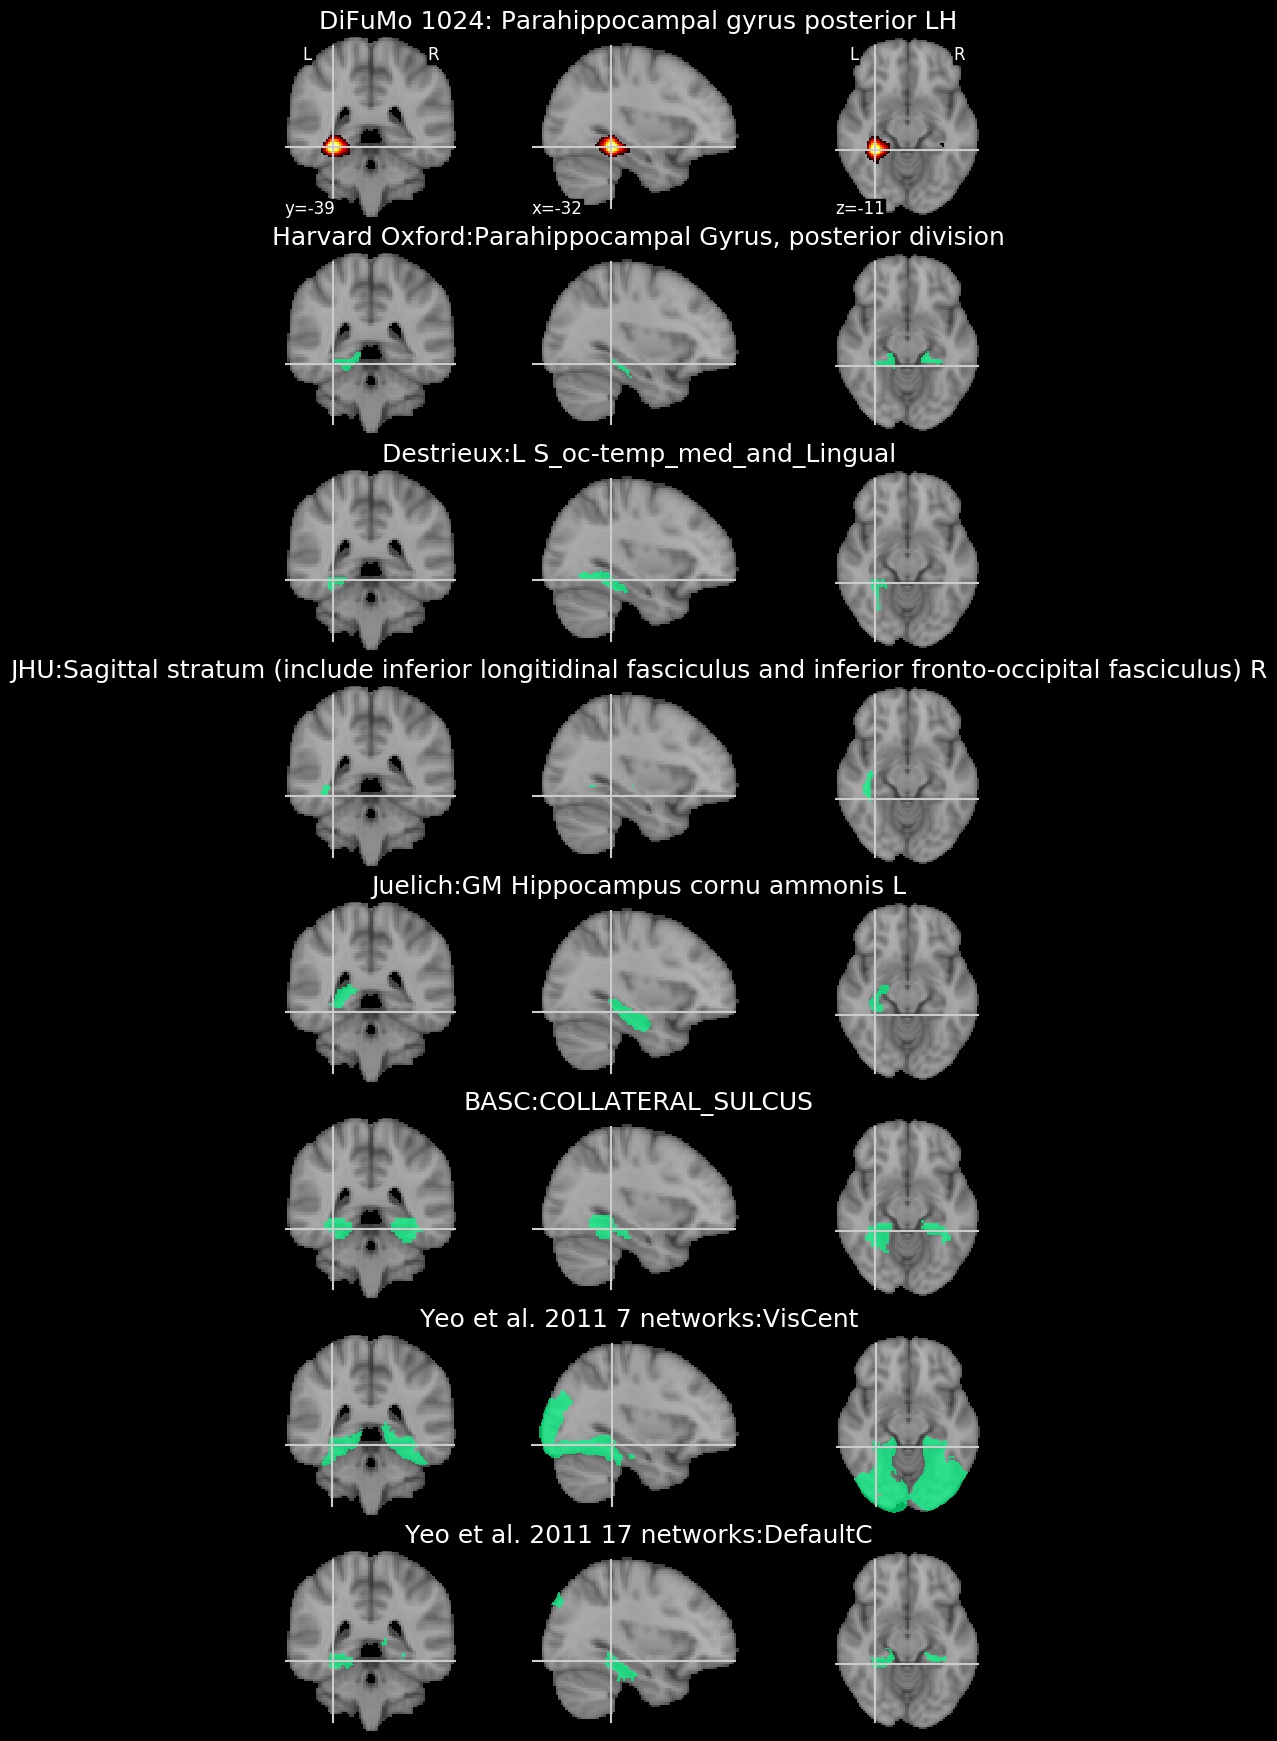 DiFuMo 1024: Parahippocampal gyrus posterior LH
L R L R
y=-39 x=-32 z=-11
Harvard Oxford:Parahippocampal Gyrus, posterior division
Destrieux:L S_oc-temp_med_and_Lingual
JHU:Sagittal stratum (include inferior longitidinal fasciculus and inferior fronto-occipital fasciculus) R
Juelich:GM Hippocampus cornu ammonis L
BASC:COLLATERAL_SULCUS
Yeo et al. 2011 7 networks:VisCent
Yeo et al. 2011 17 networks:DefaultC